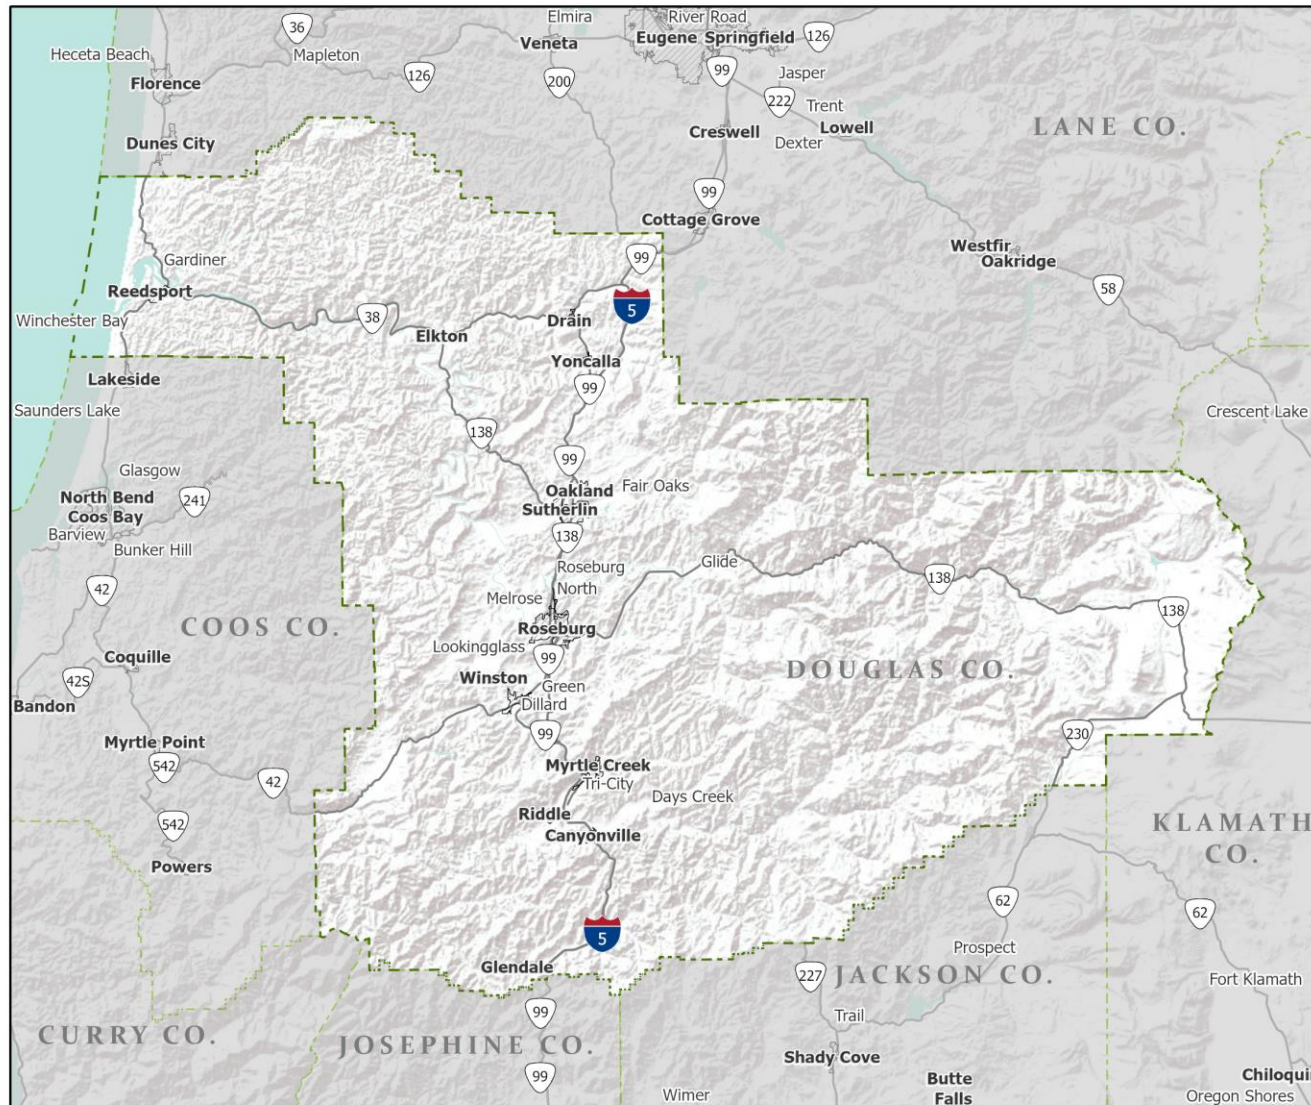 Elmira
River Road
36
Heceta Beach
Mapleton
Veneta
Eugene Springfield
126
Florence
126
200
99
Jasper
222
Trent
LANE CO.
Dunes City
Creswell
Lowell
Dexter
99
Cottage Grove
Westfir
Oakridge
Gardiner
99
58
Reedsport
5
Winchester Bay
38
Drain
Elkton
Yoncalla
Lakeside
99
Saunders Lake
Crescent Lake
138
99
Glasgow
North Bend
241
Oakland
Fair Oaks
Coos Bay
Sutherlin
Barview
138
Bunker Hill
Roseburg
North
Glide
42
138
Melrose
138
COOS CO.
Roseburg
Lookingglass
99
Coquille
DOUGLAS CO.
42S
Winston
Green
Bandon
Dillard
Myrtle Point
99
230
542
Myrtle Creek
42
Tri-City
Days Creek
542
Riddle
Canyonville
KLAMATH
CO.
Powers
62
62
5
Prospect
Glendale
227
JACKSON CO.
Fort Klamath
99
Trail
CURRY CO.
JOSEPHINE CO.
Shady Cove
99
Butte
Falls
Chiloquin
Wimer
Oregon Shores